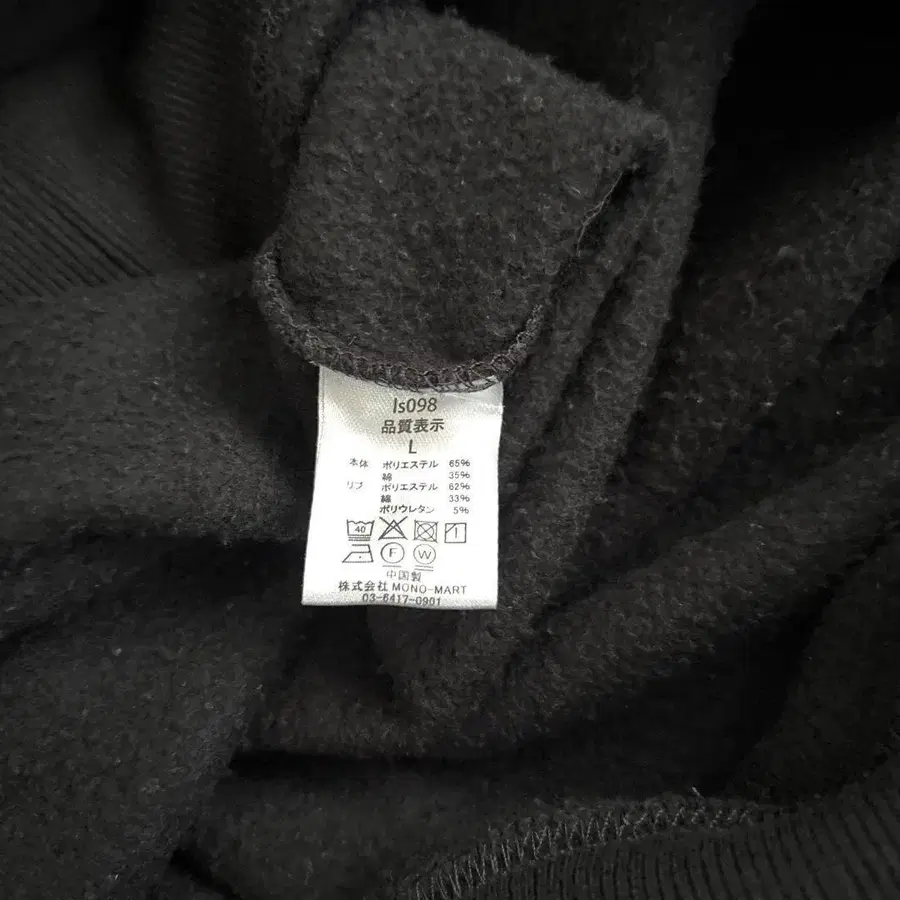 ls098
品質表示
L
本体 ポリエステル 65%
綿 35%
リブ ポリエステル 62%
綿 33%
ポリウレタン 5%
40
F W
中国製
株式会社 MONO-MART
03-6417-0901